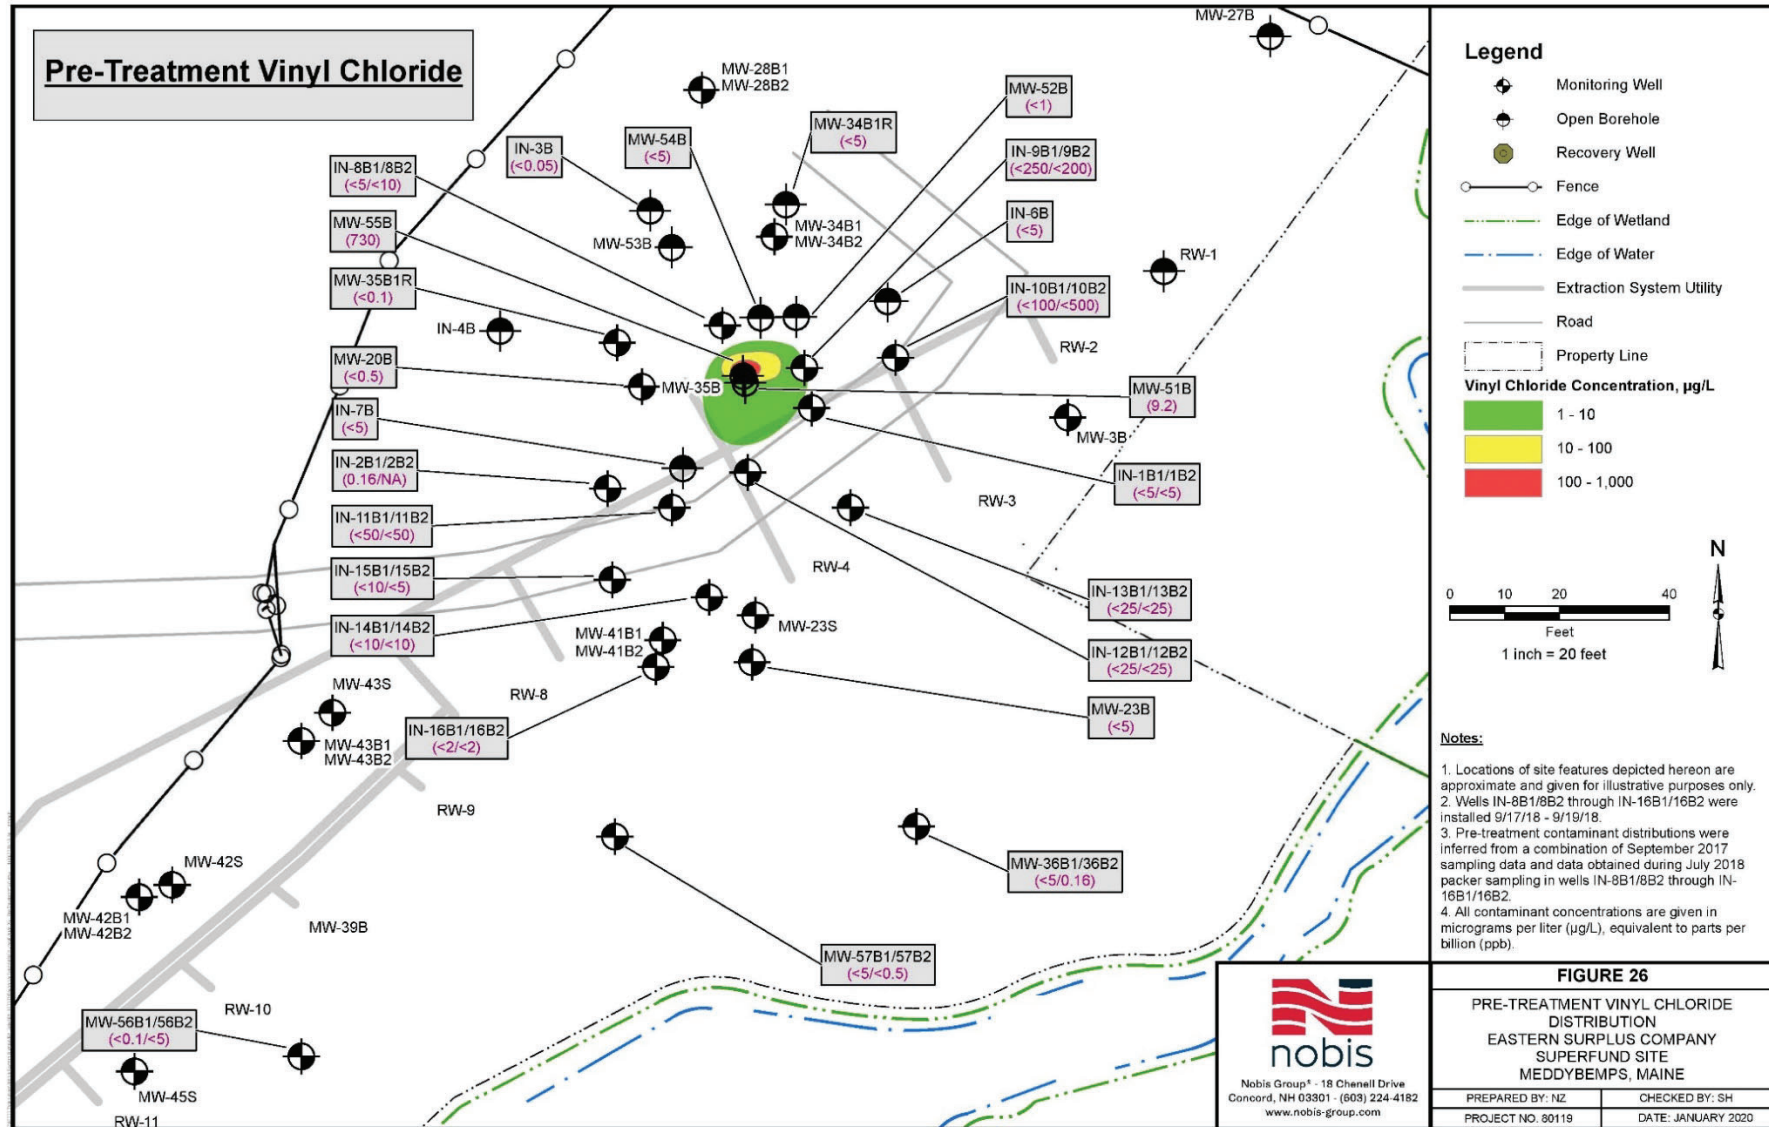 Pre-Treatment Vinyl Chloride
MW-27B
MW-28B1
MW-28B2
MW-52B
(<1)
MW-34B1R
(<5)
MW-54B
(<5)
IN-3B
(<0.05)
IN-9B1/9B2
(<250/<200)
IN-8B1/8B2
(<5/<10)
IN-6B
(<5)
MW-55B
(730)
MW-53B
MW-34B1
MW-34B2
RW-1
MW-35B1R
(<0.1)
IN-10B1/10B2
(<100/<500)
IN-4B
RW-2
MW-20B
(<0.5)
MW-35B
MW-51B
(9.2)
IN-7B
(<5)
MW-3B
IN-2B1/2B2
(0.16/NA)
IN-1B1/1B2
(<5/<5)
RW-3
IN-11B1/11B2
(<50/<50)
RW-4
IN-15B1/15B2
(<10/<5)
IN-13B1/13B2
(<25/<25)
IN-14B1/14B2
(<10/<10)
MW-23S
MW-41B1
MW-41B2
IN-12B1/12B2
(<25/<25)
MW-43S
RW-8
MW-23B
(<5)
IN-16B1/16B2
(<2/<2)
MW-43B1
MW-43B2
RW-9
MW-42S
MW-36B1/36B2
(<5/0.16)
MW-42B1
MW-42B2
MW-39B
MW-57B1/57B2
(<5/<0.5)
RW-10
MW-56B1/56B2
(<0.1/<5)
MW-45S
RW-11
Legend
Monitoring Well
Open Borehole
Recovery Well
Fence
Edge of Wetland
Edge of Water
Extraction System Utility
Road
Property Line
Vinyl Chloride Concentration, µg/L
1 - 10
10 - 100
100 - 1,000
N
0 10 20 40
Feet
1 inch = 20 feet
Notes:
1. Locations of site features depicted hereon are
approximate and given for illustrative purposes only.
2. Wells IN-8B1/8B2 through IN-16B1/16B2 were
installed 9/17/18 - 9/19/18.
3. Pre-treatment contaminant distributions were
inferred from a combination of September 2017
sampling data and data obtained during July 2018
packer sampling in wells IN-8B1/8B2 through IN-
16B1/16B2.
4. All contaminant concentrations are given in
micrograms per liter (µg/L), equivalent to parts per
billion (ppb).
nobis
Nobis Group® - 18 Chenell Drive
Concord, NH 03301 - (603) 224-4182
www.nobis-group.com
FIGURE 26
PRE-TREATMENT VINYL CHLORIDE
DISTRIBUTION
EASTERN SURPLUS COMPANY
SUPERFUND SITE
MEDDYBEMPS, MAINE
PREPARED BY: NZ CHECKED BY: SH
PROJECT NO. 80119 DATE: JANUARY 2020